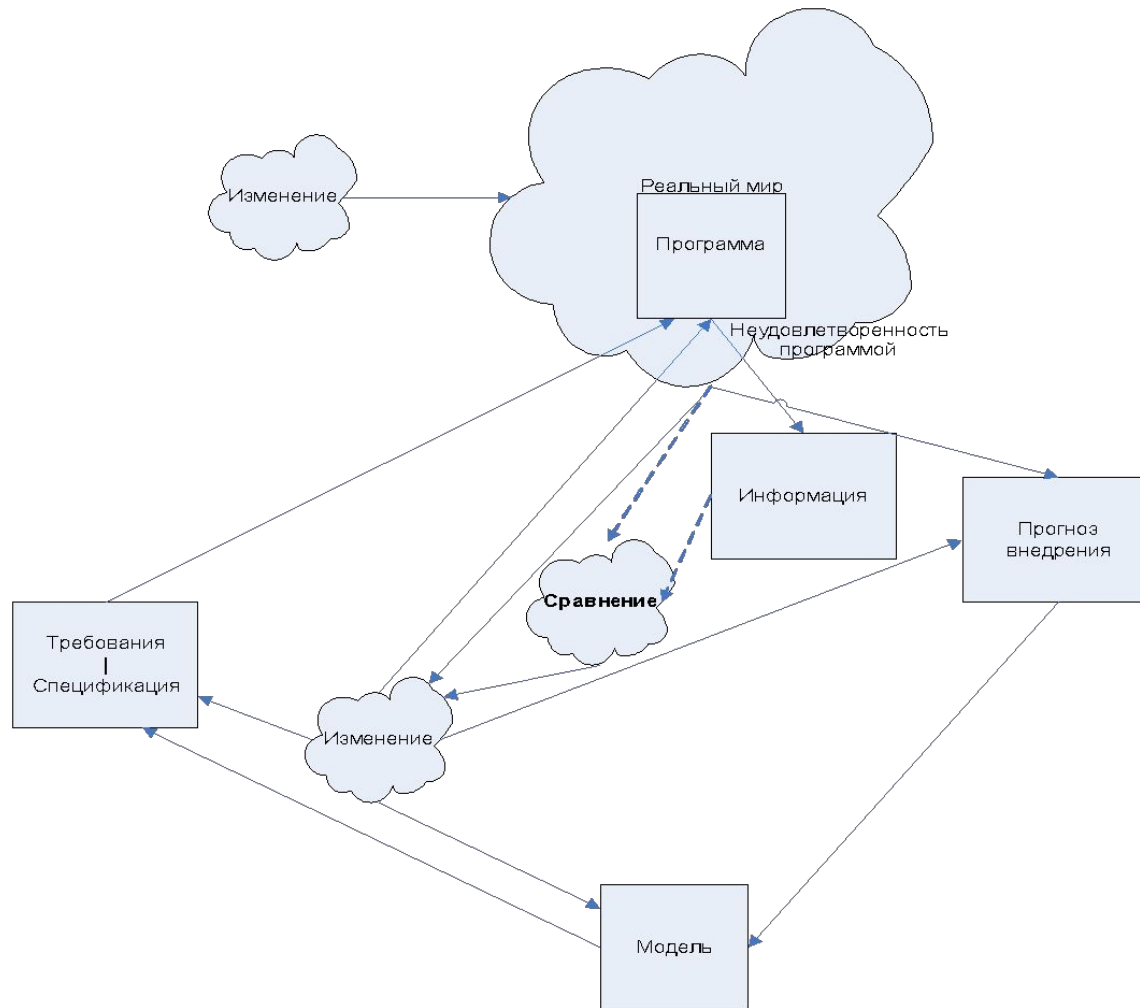 Изменение
Реальный мир
Программа
Неудовлетворенность
программой
Информация
Прогноз
внедрения
Сравнение
Требования
|
Спецификация
Изменение
Модель